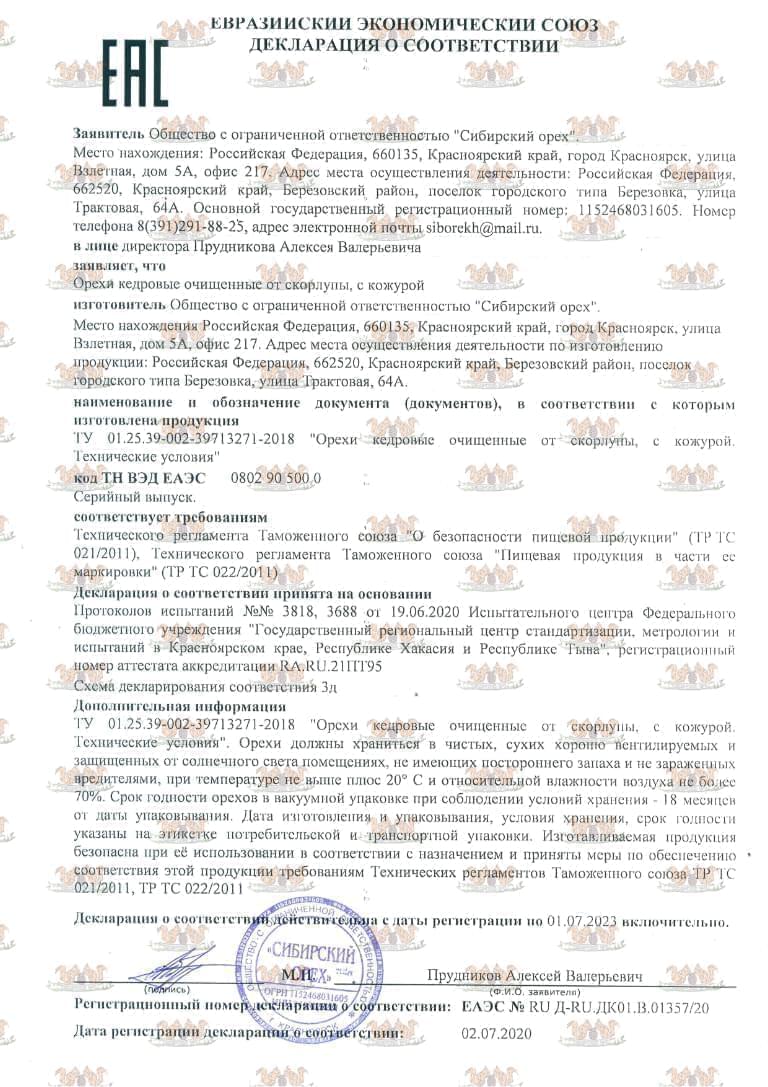 ЕВРАЗИЙСКИЙ ЭКОНОМИЧЕСКИЙ СОЮЗ
ДЕКЛАРАЦИЯ О СООТВЕТСТВИИ
EAC
Заявитель Общество с ограниченной ответственностью "Сибирский орех".
Место нахождения: Российская Федерация, 660135, Красноярский край, город Красноярск, улица
Взлетная, дом 5А, офис 217. Адрес места осуществления деятельности: Российская Федерация,
662520, Красноярский край, Березовский район, поселок городского типа Березовка, улица
Трактовая, 64А. Основной государственный регистрационный номер: 1152468031605. Номер
телефона 8(391)291-88-25, адрес электронной почты siborekh@mail.ru.
в лице директора Прудникова Алексея Валерьевича
заявляет, что
Орехи кедровые очищенные от скорлупы, с кожурой
изготовитель Общество с ограниченной ответственностью "Сибирский орех".
Место нахождения Российская Федерация, 660135, Красноярский край, город Красноярск, улица
Взлетная, дом 5А, офис 217. Адрес места осуществления деятельности по изготовлению
продукции: Российская Федерация, 662520, Красноярский край, Березовский район, поселок
городского типа Березовка, улица Трактовая, 64А.
наименование и обозначение документа (документов), в соответствии с которым
изготовлена продукция
ТУ 01.25.39-002-39713271-2018 "Орехи кедровые очищенные от скорлупы, с кожурой.
Технические условия"
код ТН ВЭД ЕАЭС 0802 90 500 0
Серийный выпуск.
соответствует требованиям
Технического регламента Таможенного союза "О безопасности пищевой продукции" (ТР ТС
021/2011), Технического регламента Таможенного союза "Пищевая продукция в части ее
маркировки" (ТР ТС 022/2011)
Декларация о соответствии принята на основании
Протоколов испытаний №№ 3818, 3688 от 19.06.2020 Испытательного центра Федерального
бюджетного учреждения "Государственный региональный центр стандартизации, метрологии и
испытаний в Красноярском крае, Республике Хакасия и Республике Тыва", регистрационный
номер аттестата аккредитации RA.RU.21ПТ95
Схема декларирования соответствия 3д
Дополнительная информация
ТУ 01.25.39-002-39713271-2018 "Орехи кедровые очищенные от скорлупы, с кожурой.
Технические условия". Орехи должны храниться в чистых, сухих хорошо вентилируемых и
защищенных от солнечного света помещениях, не имеющих постороннего запаха и не зараженных
вредителями, при температуре не выше плюс 20° С и относительной влажности воздуха не более
70%. Срок годности орехов в вакуумной упаковке при соблюдении условий хранения - 18 месяцев
от даты упаковывания. Дата изготовления и упаковывания, условия хранения, срок годности
указаны на этикетке потребительской и транспортной упаковки. Изготавливаемая продукция
безопасна при её использовании в соответствии с назначением и приняты меры по обеспечению
соответствия этой продукции требованиям Технических регламентов Таможенного союза ТР ТС
021/2011, ТР ТС 022/2011
Декларация о соответствии действительна с даты регистрации по 01.07.2023 включительно.
«СИБИРСКИЙ
ОРЕХ»
ОГРН 1152468031605
г. КРАСНОЯРСК
М.П. Прудников Алексей Валерьевич
(подпись) (Ф.И.О. заявителя)
Регистрационный номер декларации о соответствии: ЕАЭС № RU Д-RU.ДК01.В.01357/20
Дата регистрации декларации о соответствии: 02.07.2020